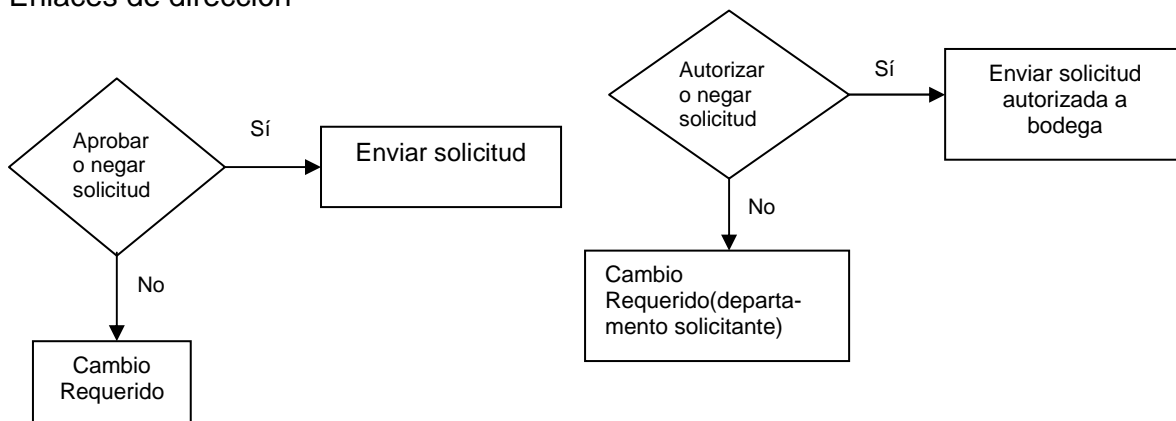 Enlaces de dirección
Aprobar
o negar
solicitud
Sí
Enviar solicitud
No
Cambio
Requerido
Autorizar
o negar
solicitud
Sí
Enviar solicitud
autorizada a
bodega
No
Cambio
Requerido(departa-
mento solicitante)